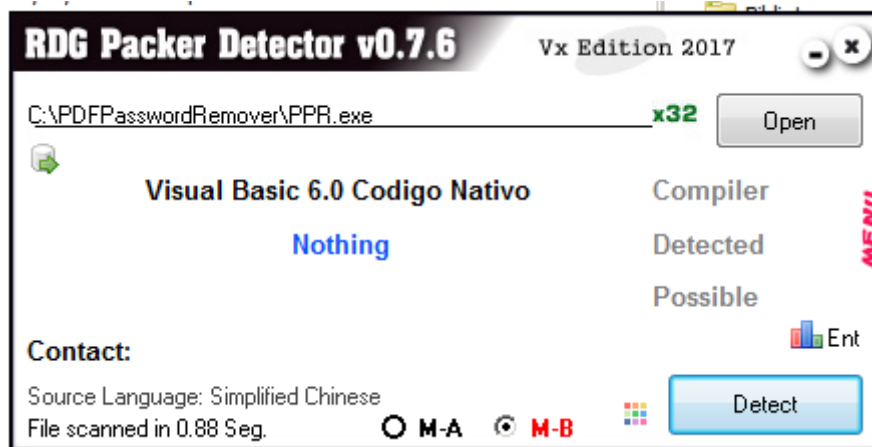 RDG Packer Detector v0.7.6 Vx Edition 2017
C:\PDFPasswordRemover\PPR.exe x32 Open
Visual Basic 6.0 Codigo Nativo Compiler
Nothing Detected
Possible
MENU
Ent
Contact:
Source Language: Simplified Chinese
File scanned in 0.88 Seg. M-A M-B Detect